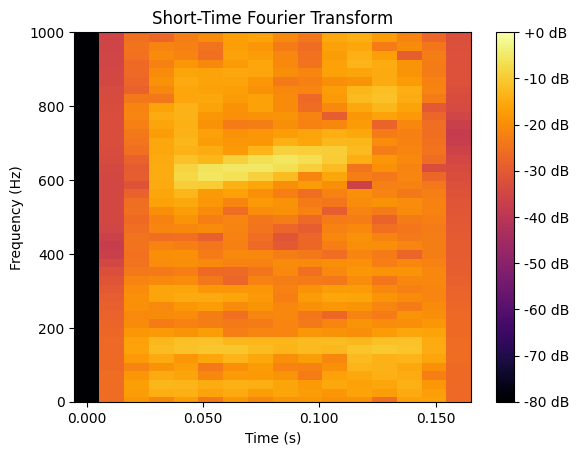 Short-Time Fourier Transform
Frequency (Hz)
1000
800
600
400
200
0
0.000
0.050
0.100
0.150
Time (s)
+0 dB
-10 dB
-20 dB
-30 dB
-40 dB
-50 dB
-60 dB
-70 dB
-80 dB